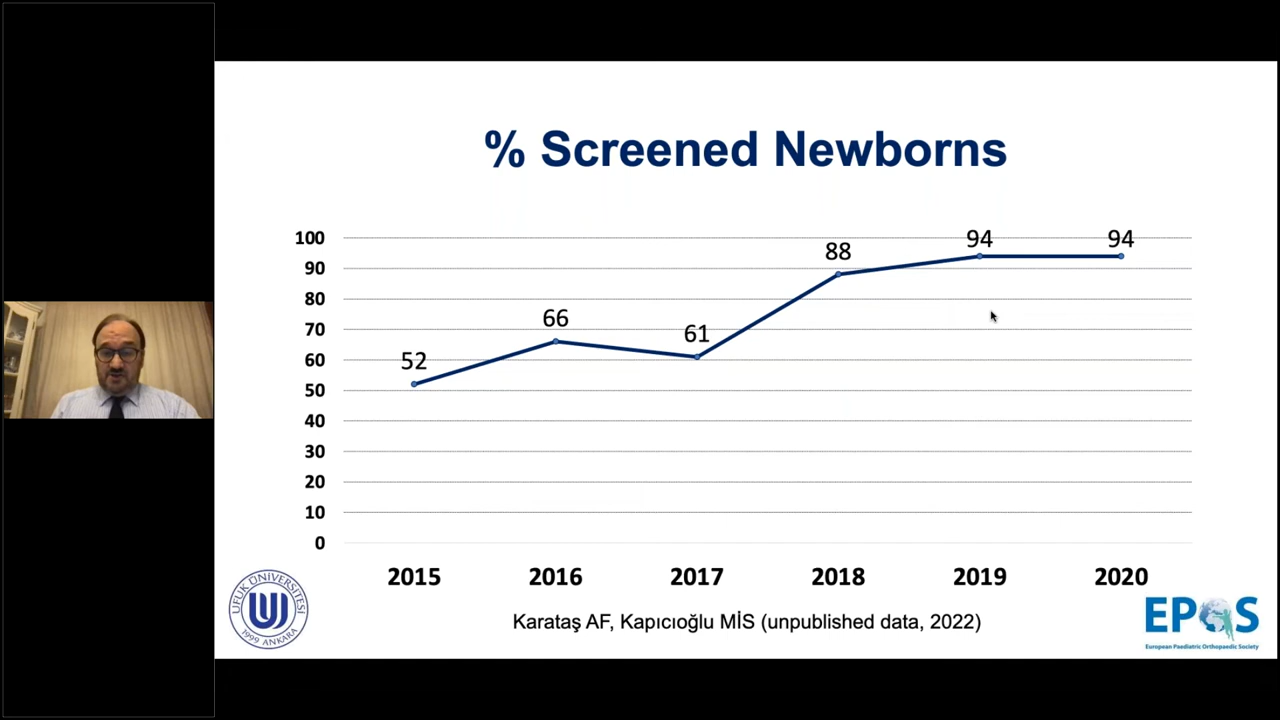 % Screened Newborns
100
90
80
70
60
50
40
30
20
10
0
52
66
61
88
94
94
2015 2016 2017 2018 2019 2020
Karataş AF, Kapıcıoğlu MİS (unpublished data, 2022)
UFUK ÜNİVERSİTESİ
1999 ANKARA
EPOS
European Paediatric Orthopaedic Society